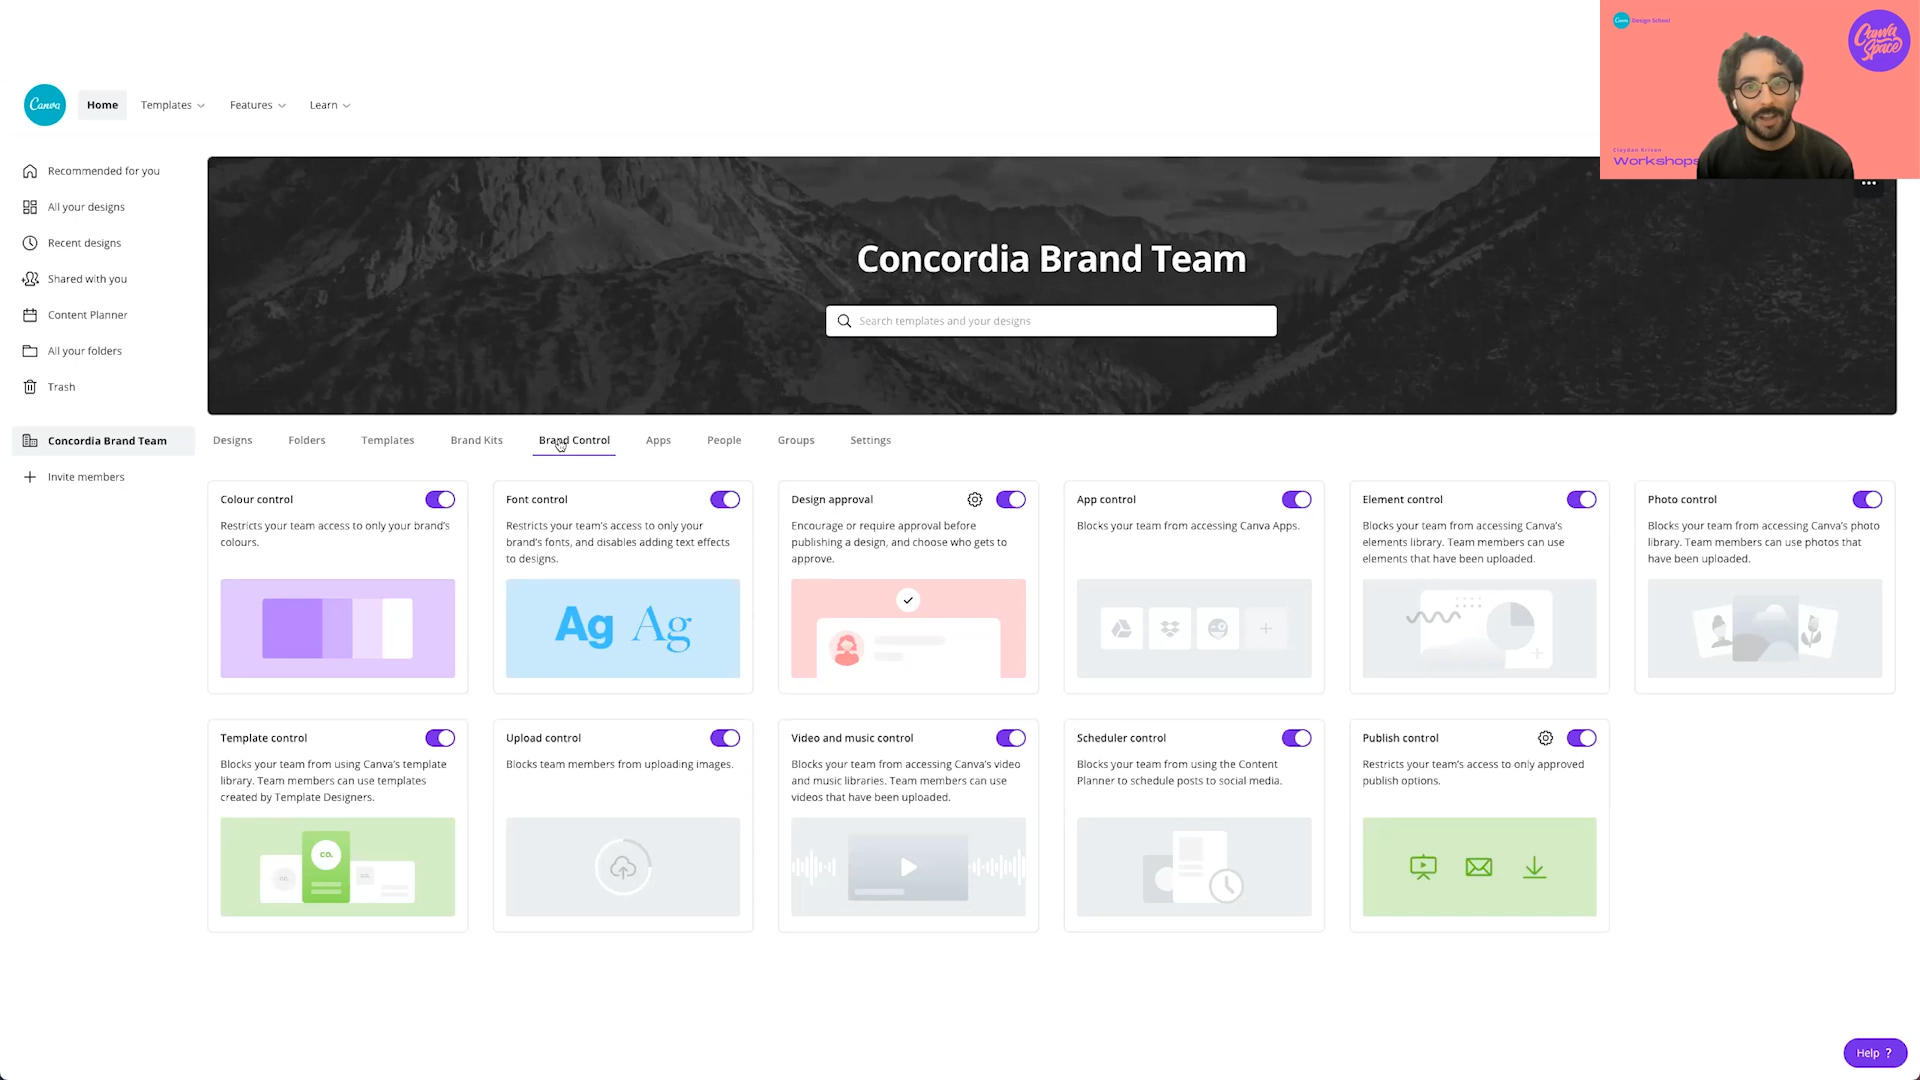 Canva
Home
Templates
Features
Learn
Canva
Design School
Canva
Space
Claydan Krivan
Workshops
Recommended for you
All your designs
Recent designs
Shared with you
Content Planner
All your folders
Trash
Concordia Brand Team
Invite members
Concordia Brand Team
Search templates and your designs
Designs
Folders
Templates
Brand Kits
Brand Control
Apps
People
Groups
Settings
Colour control
Restricts your team access to only your brand's
colours.
Font control
Restricts your team's access to only your
brand's fonts, and disables adding text effects
to designs.
Ag Ag
Design approval
Encourage or require approval before
publishing a design, and choose who gets to
approve.
App control
Blocks your team from accessing Canva Apps.
Element control
Blocks your team from accessing Canva's
elements library. Team members can use
elements that have been uploaded.
Photo control
Blocks your team from accessing Canva's photo
library. Team members can use photos that
have been uploaded.
Template control
Blocks your team from using Canva's template
library. Team members can use templates
created by Template Designers.
co.
CO.
co.
Upload control
Blocks team members from uploading images.
Video and music control
Blocks your team from accessing Canva's video
and music libraries. Team members can use
videos that have been uploaded.
Scheduler control
Blocks your team from using the Content
Planner to schedule posts to social media.
Publish control
Restricts your team's access to only approved
publish options.
Help ?